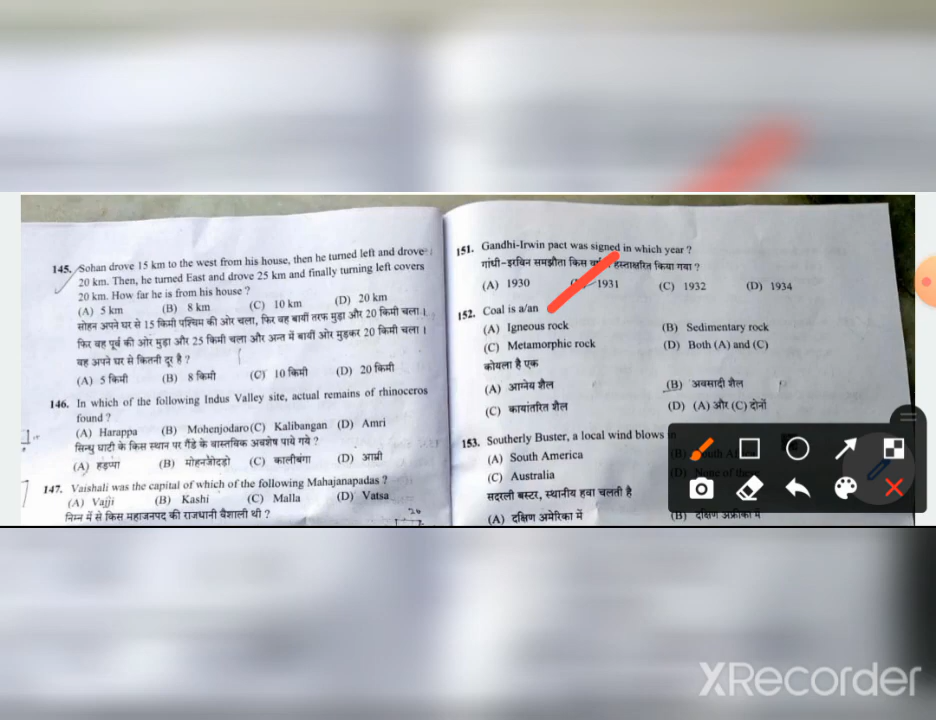 145. Sohan drove 15 km to the west from his house, then he turned left and drove
20 km. Then, he turned East and drove 25 km and finally turning left covers
20 km. How far he is from his house ?
(A) 5 km (B) 8 km (C) 10 km (D) 20 km
सोहन अपने घर से 15 किमी पश्चिम की ओर चला, फिर वह बायीं तरफ मुड़ा और 20 किमी चला।
फिर वह पूर्व की ओर मुड़ा और 25 किमी चला और अन्त में बायीं ओर मुड़कर 20 किमी चला।
वह अपने घर से कितनी दूर है ?
(A) 5 किमी (B) 8 किमी (C) 10 किमी (D) 20 किमी
146. In which of the following Indus Valley site, actual remains of rhinoceros
found ?
(A) Harappa (B) Mohenjodaro (C) Kalibangan (D) Amri
सिन्धु घाटी के किस स्थान पर गैंडे के वास्तविक अवशेष पाये गये ?
(A) हड़प्पा (B) मोहनजोदड़ो (C) कालीबंगा (D) आम्री
147. Vaishali was the capital of which of the following Mahajanapadas ?
(A) Vajji (B) Kashi (C) Malla (D) Vatsa
निम्न में से किस महाजनपद की राजधानी वैशाली थी ?
151. Gandhi-Irwin pact was signed in which year ?
गांधी-इरविन समझौता किस हस्ताक्षरित किया गया ?
(A) 1930 1931 (C) 1932 (D) 1934
152. Coal is a/an
(A) Igneous rock (B) Sedimentary rock
(C) Metamorphic rock (D) Both (A) and (C)
कोयला है एक
(A) आग्नेय शैल (B) अवसादी शैल
(C) कायांतरित शैल (D) (A) और (C) दोनों
153. Southerly Buster, a local wind blows in
(A) South America (B)
(C) Australia (D) None of these
सदरली बस्टर, स्थानीय हवा चलती है
(A) दक्षिण अमेरिका में (B) दक्षिण अफ्रीका में
XRecorder